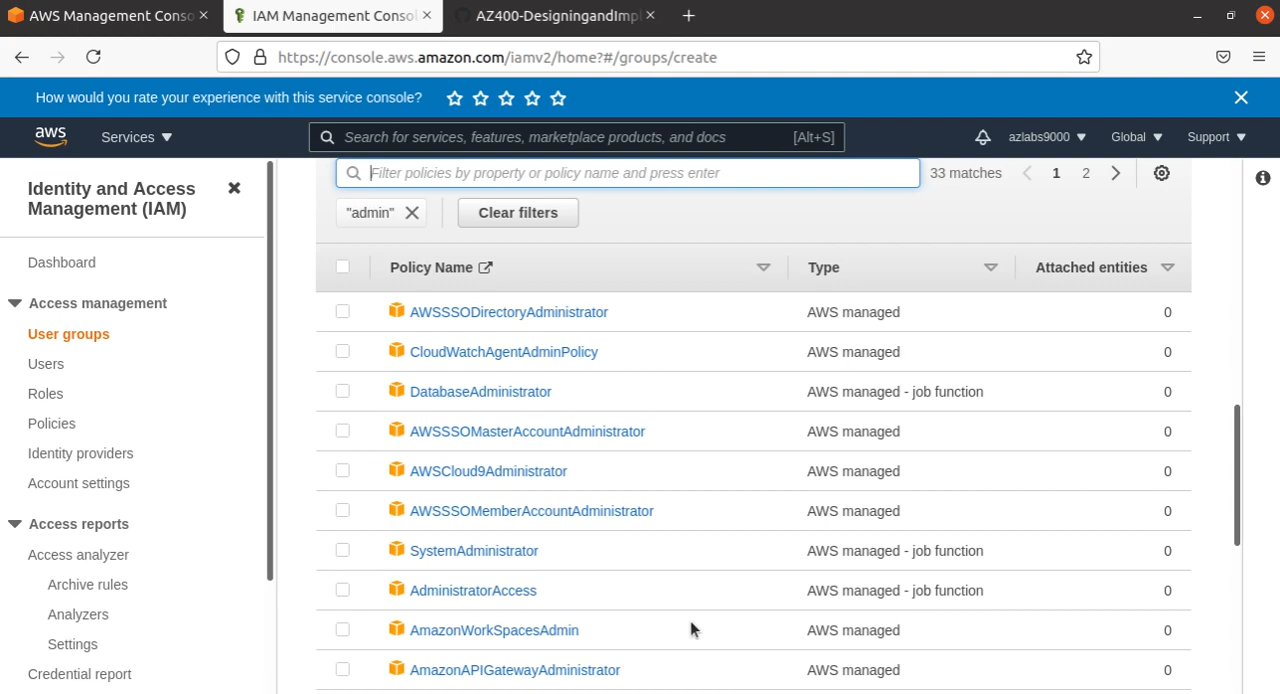 AWS Management Conso
IAM Management Consol
AZ400-DesigningandImpl
https://console.aws.amazon.com/iamv2/home?#/groups/create
How would you rate your experience with this service console?
aws
Services
Search for services, features, marketplace products, and docs
[Alt+S]
azlabs9000
Global
Support
Identity and Access
Management (IAM)
Dashboard
Access management
User groups
Users
Roles
Policies
Identity providers
Account settings
Access reports
Access analyzer
Archive rules
Analyzers
Settings
Credential report
Filter policies by property or policy name and press enter
33 matches
1
2
"admin"
Clear filters
Policy Name Type Attached entities
AWSSSODirectoryAdministrator AWS managed 0
CloudWatchAgentAdminPolicy AWS managed 0
DatabaseAdministrator AWS managed - job function 0
AWSSSOMasterAccountAdministrator AWS managed 0
AWSCloud9Administrator AWS managed 0
AWSSSOMemberAccountAdministrator AWS managed 0
SystemAdministrator AWS managed - job function 0
AdministratorAccess AWS managed - job function 0
AmazonWorkSpacesAdmin AWS managed 0
AmazonAPIGatewayAdministrator AWS managed 0